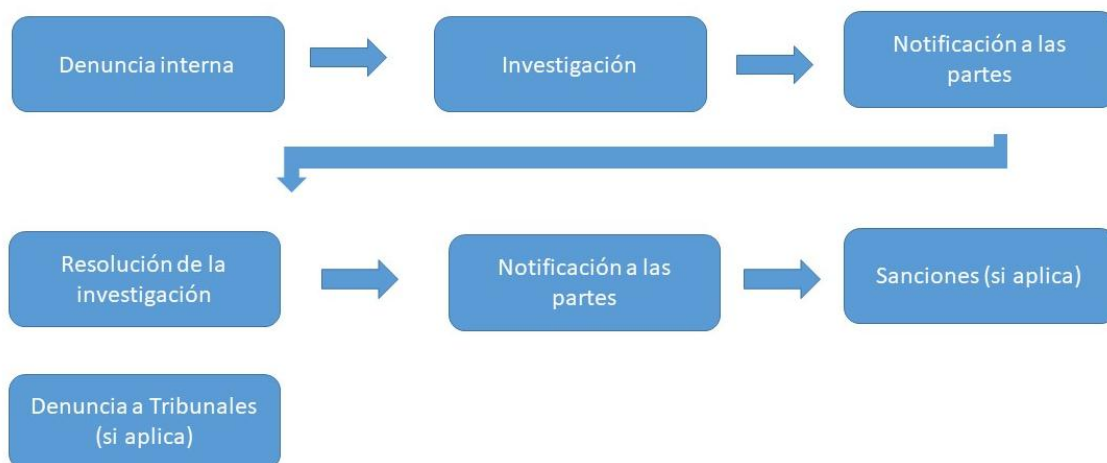 Denuncia interna
Investigación
Notificación a las
partes
Resolución de la
investigación
Notificación a las
partes
Sanciones (si aplica)
Denuncia a Tribunales
(si aplica)